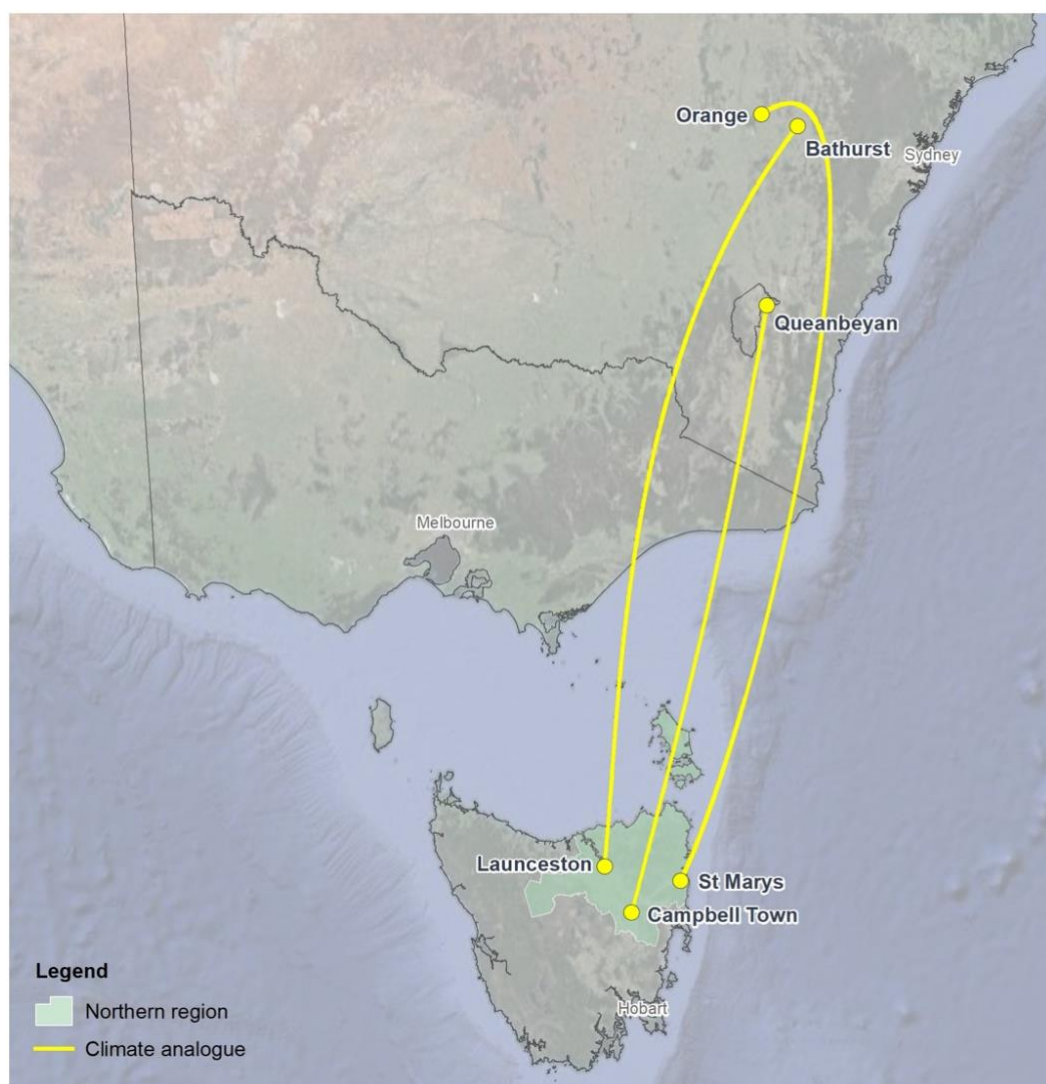 Orange
Bathurst
Sydney
Queanbeyan
Melbourne
Launceston
St Marys
Campbell Town
Legend
Northern region
Hobart
Climate analogue